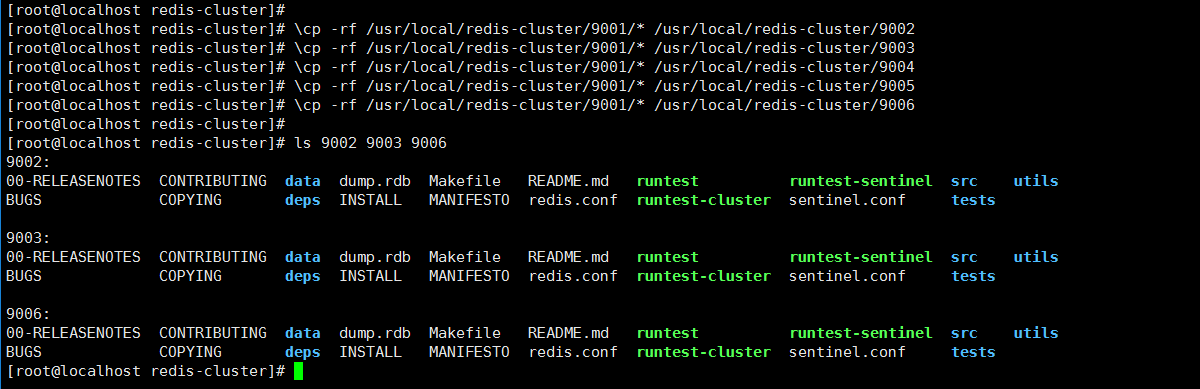 [root@localhost redis-cluster]#
[root@localhost redis-cluster]# \cp -rf /usr/local/redis-cluster/9001/* /usr/local/redis-cluster/9002
[root@localhost redis-cluster]# \cp -rf /usr/local/redis-cluster/9001/* /usr/local/redis-cluster/9003
[root@localhost redis-cluster]# \cp -rf /usr/local/redis-cluster/9001/* /usr/local/redis-cluster/9004
[root@localhost redis-cluster]# \cp -rf /usr/local/redis-cluster/9001/* /usr/local/redis-cluster/9005
[root@localhost redis-cluster]# \cp -rf /usr/local/redis-cluster/9001/* /usr/local/redis-cluster/9006
[root@localhost redis-cluster]#
[root@localhost redis-cluster]# ls 9002 9003 9006
9002:
00-RELEASENOTES  CONTRIBUTING  data  dump.rdb  Makefile   README.md   runtest          runtest-sentinel  src    utils
BUGS             COPYING       deps  INSTALL   MANIFESTO  redis.conf  runtest-cluster  sentinel.conf     tests

9003:
00-RELEASENOTES  CONTRIBUTING  data  dump.rdb  Makefile   README.md   runtest          runtest-sentinel  src    utils
BUGS             COPYING       deps  INSTALL   MANIFESTO  redis.conf  runtest-cluster  sentinel.conf     tests

9006:
00-RELEASENOTES  CONTRIBUTING  data  dump.rdb  Makefile   README.md   runtest          runtest-sentinel  src    utils
BUGS             COPYING       deps  INSTALL   MANIFESTO  redis.conf  runtest-cluster  sentinel.conf     tests
[root@localhost redis-cluster]#